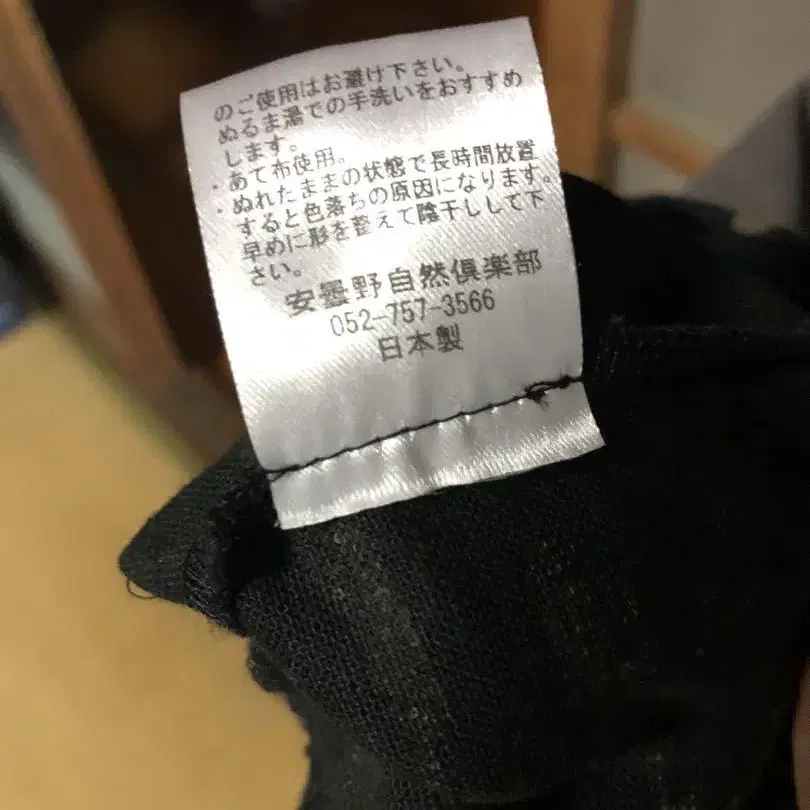 のご使用はお避け下さい。
ぬるま湯での手洗いをおすすめ
します。
・あて布使用。
・ぬれたままの状態で長時間放置
すると色落ちの原因になります。
早めに形を整えて陰干しして下
さい。
安曇野自然倶楽部
052-757-3566
日本製